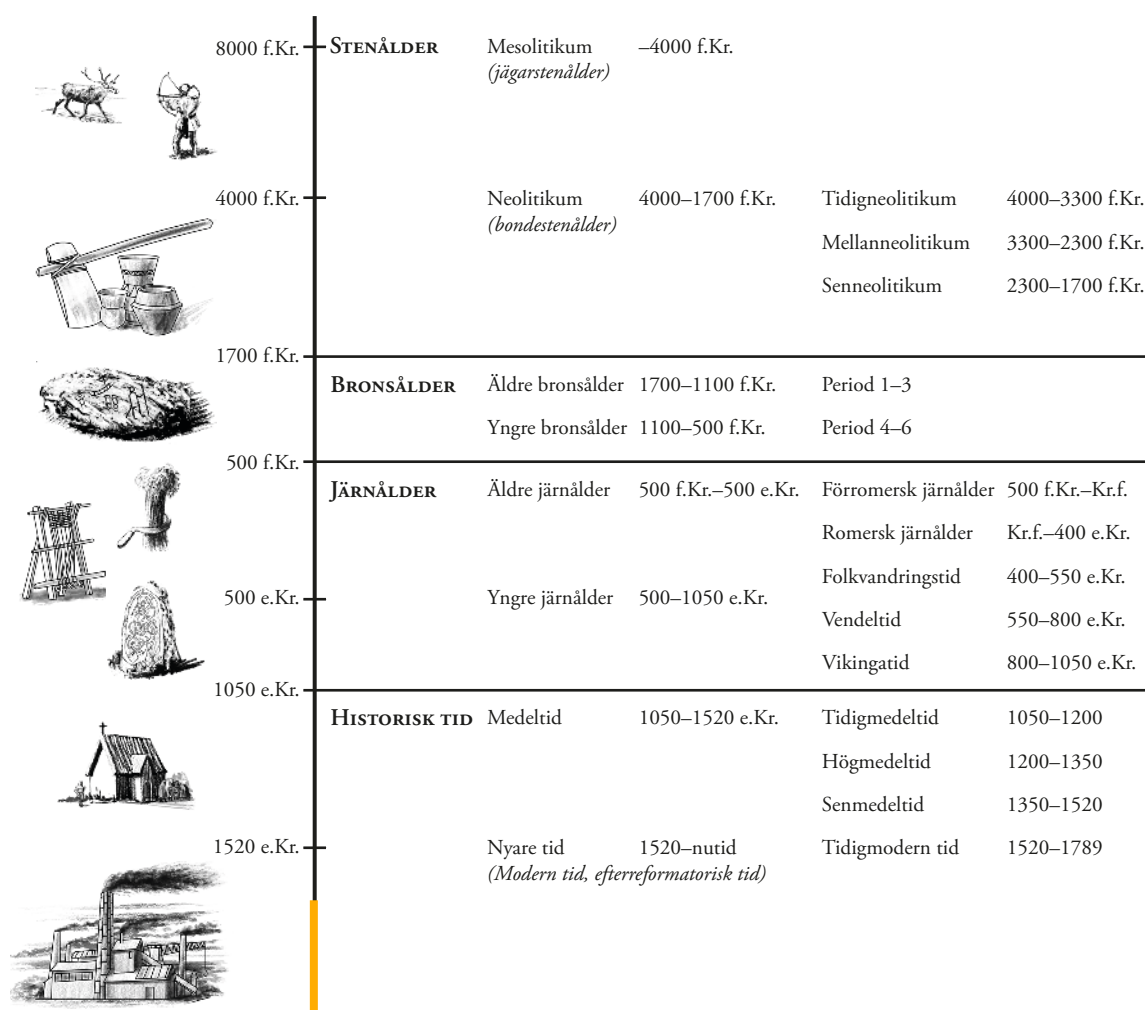 8000 f.Kr. STENÅLDER Mesolitikum –4000 f.Kr.
(jägarstenålder)
4000 f.Kr. Neolitikum 4000–1700 f.Kr. Tidigneolitikum 4000–3300 f.Kr.
(bondestenålder)
Mellanneolitikum 3300–2300 f.Kr.
Senneolitikum 2300–1700 f.Kr.
1700 f.Kr.
BRONSÅLDER Äldre bronsålder 1700–1100 f.Kr. Period 1–3
Yngre bronsålder 1100–500 f.Kr. Period 4–6
500 f.Kr.
JÄRNÅLDER Äldre järnålder 500 f.Kr.–500 e.Kr. Förromersk järnålder 500 f.Kr.–Kr.f.
Romersk järnålder Kr.f.–400 e.Kr.
Folkvandringstid 400–550 e.Kr.
500 e.Kr. Yngre järnålder 500–1050 e.Kr.
Vendeltid 550–800 e.Kr.
Vikingatid 800–1050 e.Kr.
1050 e.Kr.
HISTORISK TID Medeltid 1050–1520 e.Kr. Tidigmedeltid 1050–1200
Högmedeltid 1200–1350
Senmedeltid 1350–1520
1520 e.Kr. Nyare tid 1520–nutid Tidigmodern tid 1520–1789
(Modern tid, efterreformatorisk tid)